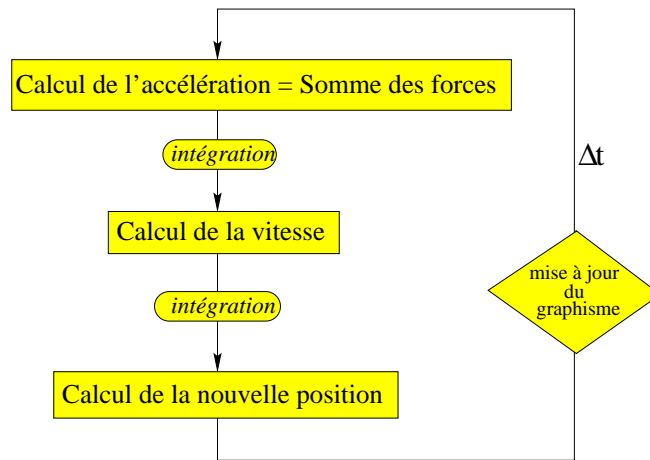 Calcul de l'accélération = Somme des forces
intégration
Δt
Calcul de la vitesse
mise à jour
du
graphisme
intégration
Calcul de la nouvelle position